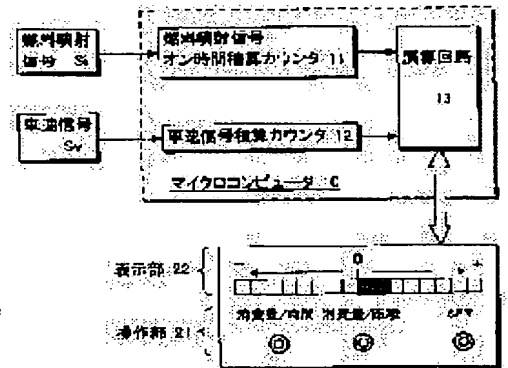 燃料噴射
信号 Si
燃料噴射信号
オン時間積算カウンタ 11
演算回路
13
車速信号
Sv
車速信号積算カウンタ 12
マイクロコンピュータ C
表示部 22
− 0 +
消費量/時間 消費量/距離
操作部 21